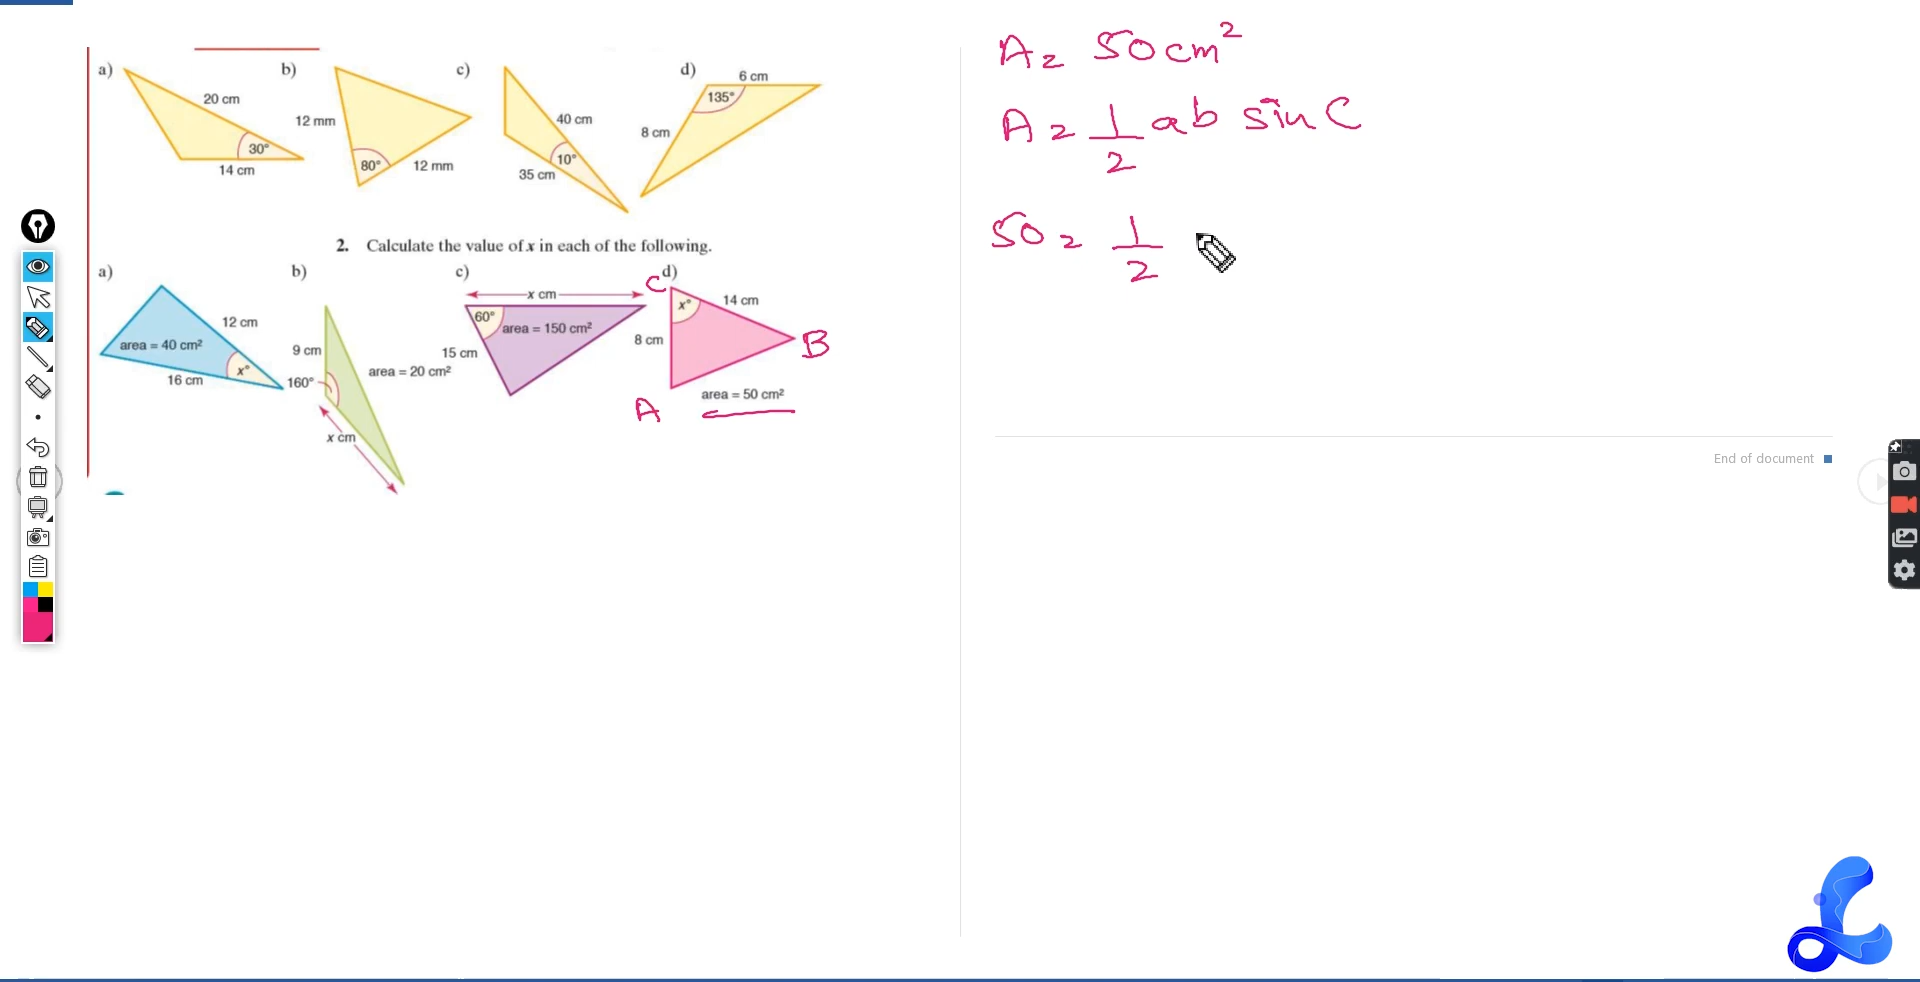 a)
20 cm
30°
14 cm
b)
12 mm
80°
12 mm
c)
40 cm
10°
35 cm
d)
6 cm
135°
8 cm
2. Calculate the value of x in each of the following.
a)
12 cm
area = 40 cm²
x°
16 cm
b)
9 cm
160°
area = 20 cm²
x cm
c)
x cm
60°
area = 150 cm²
15 cm
d)
C
x°
14 cm
8 cm
B
area = 50 cm²
A
A = 50 cm²
A = 1/2 ab sin C
50 = 1/2
End of document